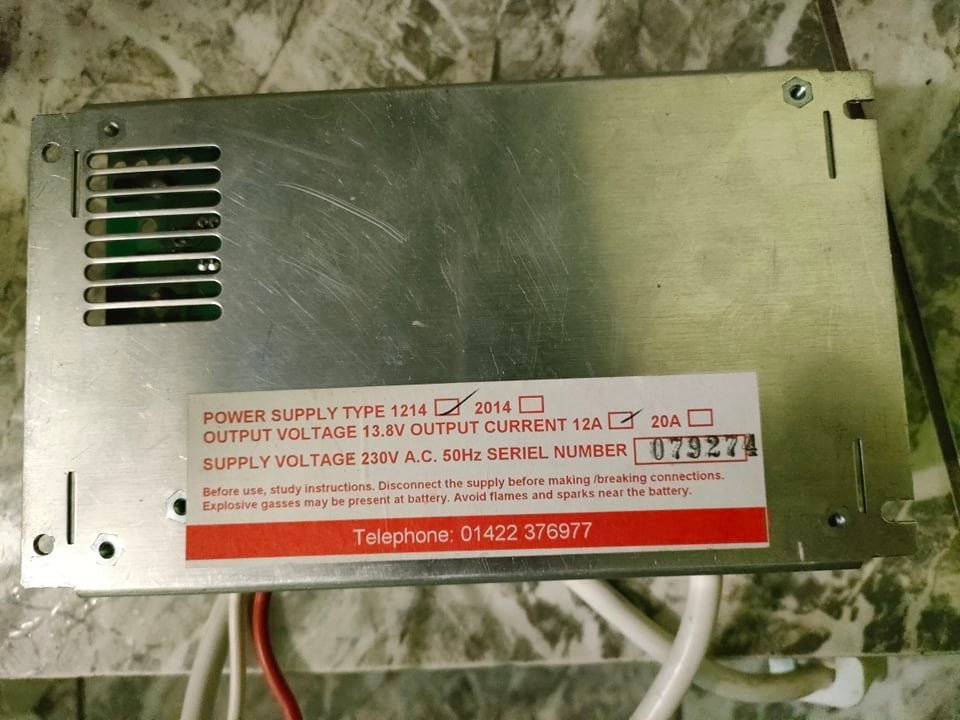 POWER SUPPLY TYPE 1214 2014
OUTPUT VOLTAGE 13.8V OUTPUT CURRENT 12A 20A
SUPPLY VOLTAGE 230V A.C. 50Hz SERIEL NUMBER 079274
Before use, study instructions. Disconnect the supply before making /breaking connections.
Explosive gasses may be present at battery. Avoid flames and sparks near the battery.
Telephone: 01422 376977